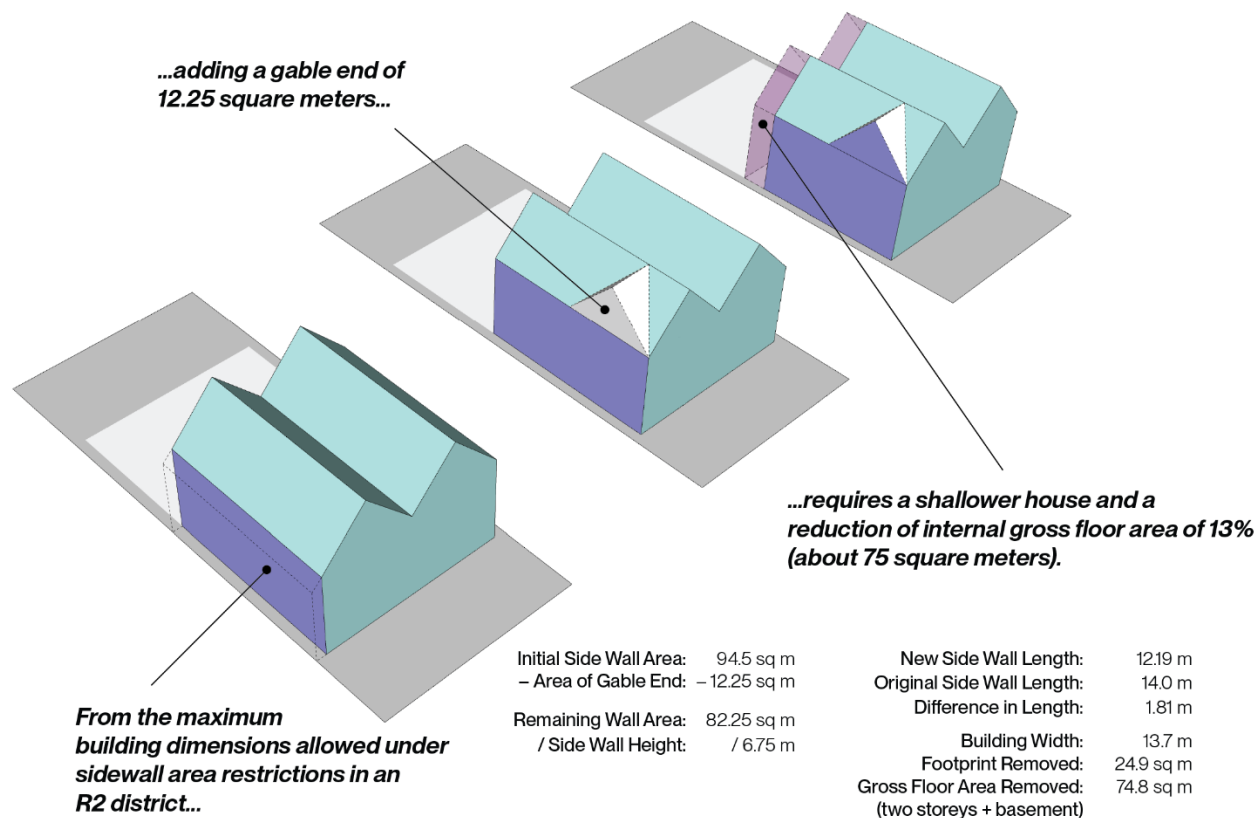 ...adding a gable end of
12.25 square meters...
...requires a shallower house and a
reduction of internal gross floor area of 13%
(about 75 square meters).
From the maximum
building dimensions allowed under
sidewall area restrictions in an
R2 district...
Initial Side Wall Area: 94.5 sq m
– Area of Gable End: – 12.25 sq m
Remaining Wall Area: 82.25 sq m
/ Side Wall Height: / 6.75 m
New Side Wall Length: 12.19 m
Original Side Wall Length: 14.0 m
Difference in Length: 1.81 m
Building Width: 13.7 m
Footprint Removed: 24.9 sq m
Gross Floor Area Removed: 74.8 sq m
(two storeys + basement)